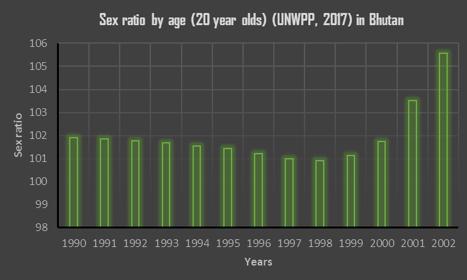 Sex ratio by age (20 year olds) (UNWPP, 2017) in Bhutan
106
105
104
103
102
101
100
99
98
Sex ratio
1990 1991 1992 1993 1994 1995 1996 1997 1998 1999 2000 2001 2002
Years